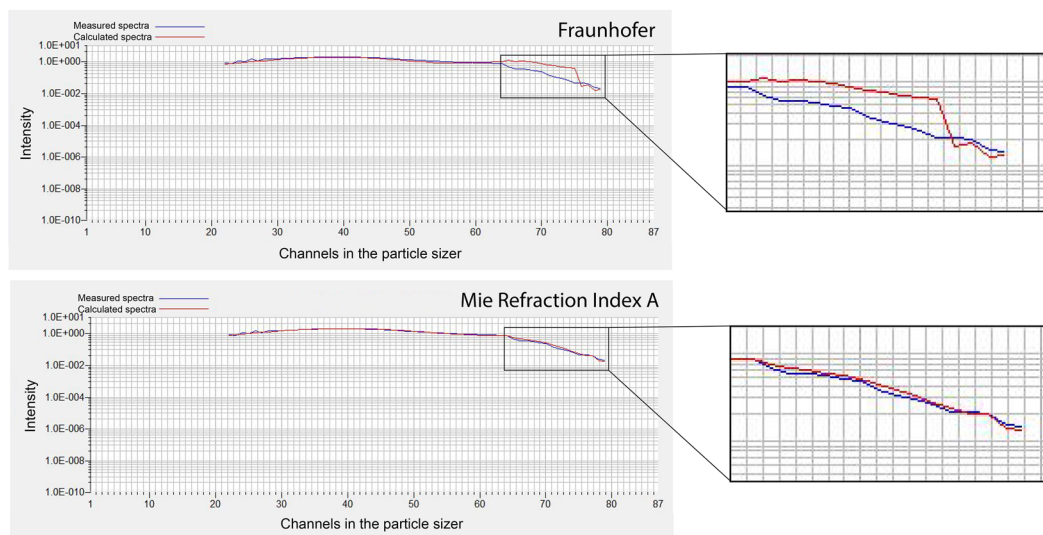 Measured spectra
Calculated spectra
Fraunhofer
1.0E+001
1.0E+000
1.0E–002
1.0E–004
1.0E–006
1.0E–008
1.0E–010
Intensity
1 10 20 30 40 50 60 70 80 87
Channels in the particle sizer
Measured spectra
Calculated spectra
Mie Refraction Index A
1.0E+001
1.0E+000
1.0E–002
1.0E–004
1.0E–006
1.0E–008
1.0E–010
Intensity
1 10 20 30 40 50 60 70 80 87
Channels in the particle sizer